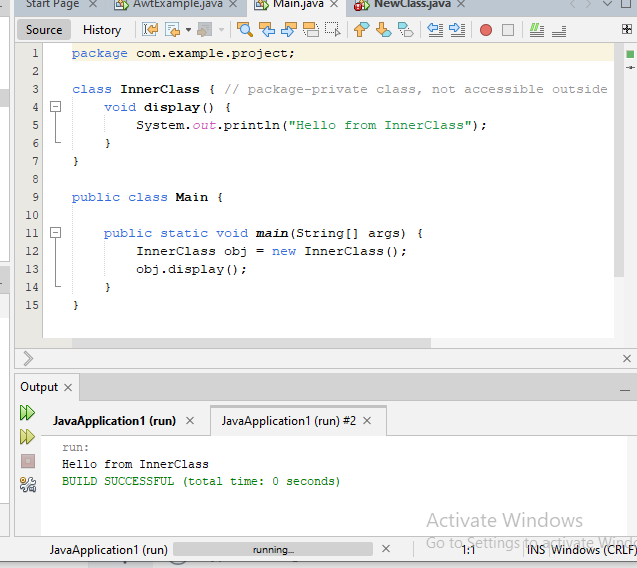 Start Page
AwtExample.java
Main.java
NewClass.java
Source
History
1 package com.example.project;
2
3 class InnerClass { // package-private class, not accessible outside
4 void display() {
5 System.out.println("Hello from InnerClass");
6 }
7 }
8
9 public class Main {
10
11 public static void main(String[] args) {
12 InnerClass obj = new InnerClass();
13 obj.display();
14 }
15 }
Output
JavaApplication1 (run)
JavaApplication1 (run) #2
run:
Hello from InnerClass
BUILD SUCCESSFUL (total time: 0 seconds)
Activate Windows
Go to Settings to activate Windo
JavaApplication1 (run)
running...
1:1
INS
Windows (CRLF)